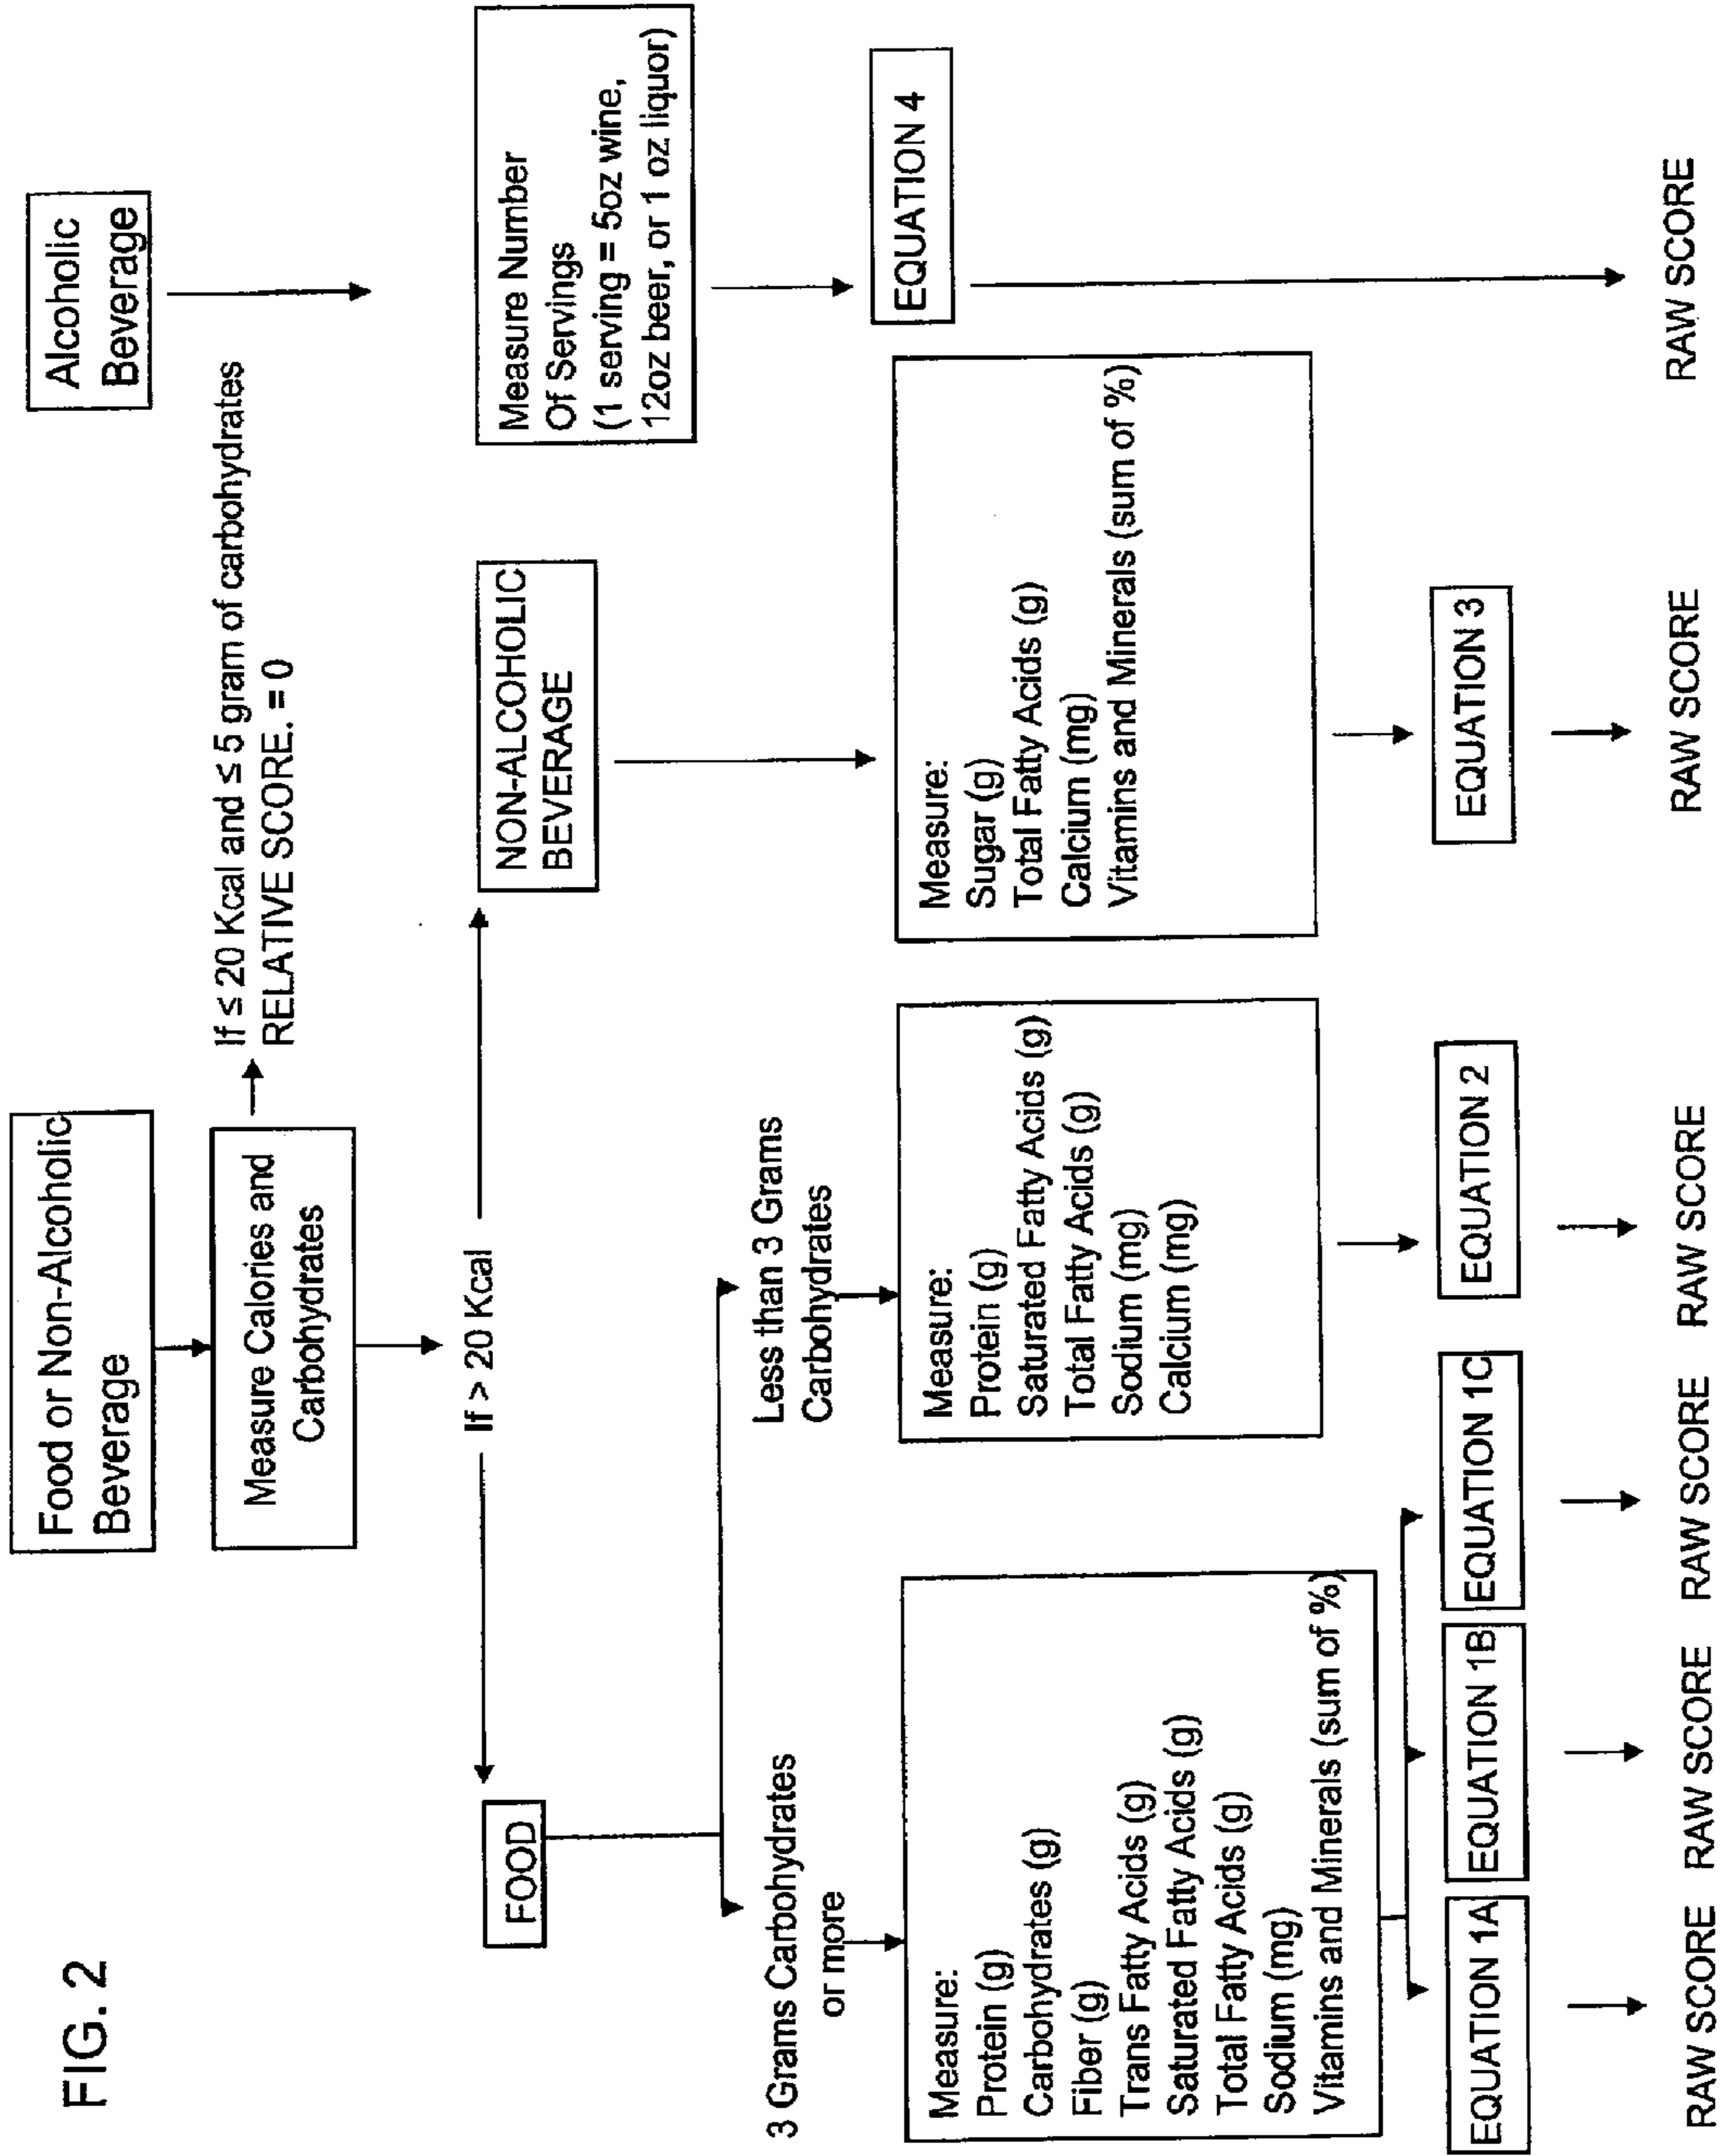 FIG. 2
Food or Non-Alcoholic
Beverage
Alcoholic
Beverage
Measure Calories and
Carbohydrates
If ≤ 20 Kcal and ≤ 5 gram of carbohydrates
RELATIVE SCORE. = 0
If > 20 Kcal
FOOD
NON-ALCOHOLIC
BEVERAGE
Measure Number
Of Servings
(1 serving = 5oz wine,
12oz beer, or 1 oz liquor)
3 Grams Carbohydrates
or more
Less than 3 Grams
Carbohydrates
Measure:
Protein (g)
Carbohydrates (g)
Fiber (g)
Trans Fatty Acids (g)
Saturated Fatty Acids (g)
Total Fatty Acids (g)
Sodium (mg)
Vitamins and Minerals (sum of %)
Measure:
Protein (g)
Saturated Fatty Acids (g)
Total Fatty Acids (g)
Sodium (mg)
Calcium (mg)
Measure:
Sugar (g)
Total Fatty Acids (g)
Calcium (mg)
Vitamins and Minerals (sum of %)
EQUATION 4
EQUATION 1A
EQUATION 1B
EQUATION 1C
EQUATION 2
EQUATION 3
RAW SCORE
RAW SCORE
RAW SCORE
RAW SCORE
RAW SCORE
RAW SCORE